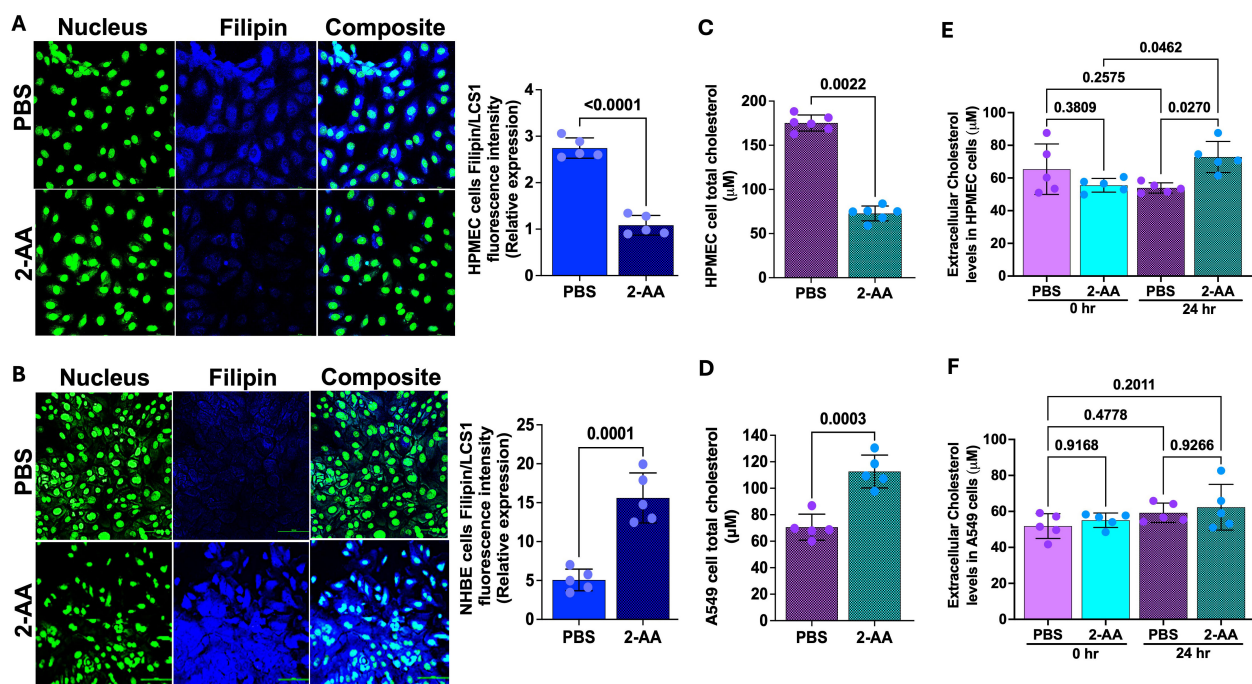 A
Nucleus
Filipin
Composite
PBS
2-AA
HPMEC cells Filipin/LCS1
fluorescence intensity
(Relative expression)
4
3
2
1
0
<0.0001
PBS
2-AA
B
Nucleus
Filipin
Composite
PBS
2-AA
NHBE cells Filipin/LCS1
fluorescence intensity
(Relative expression)
25
20
15
10
5
0
0.0001
PBS
2-AA
C
HPMEC cell total cholesterol
(µM)
200
150
100
50
0
0.0022
PBS
2-AA
D
A549 cell total cholesterol
(µM)
140
120
100
80
60
40
20
0
0.0003
PBS
2-AA
E
Extracellular Cholesterol
levels in HPMEC cells (µM)
100
80
60
40
20
0
0.0462
0.2575
0.3809
0.0270
PBS
2-AA
PBS
2-AA
0 hr
24 hr
F
Extracellular Cholesterol
levels in A549 cells (µM)
100
80
60
40
20
0
0.2011
0.4778
0.9168
0.9266
PBS
2-AA
PBS
2-AA
0 hr
24 hr